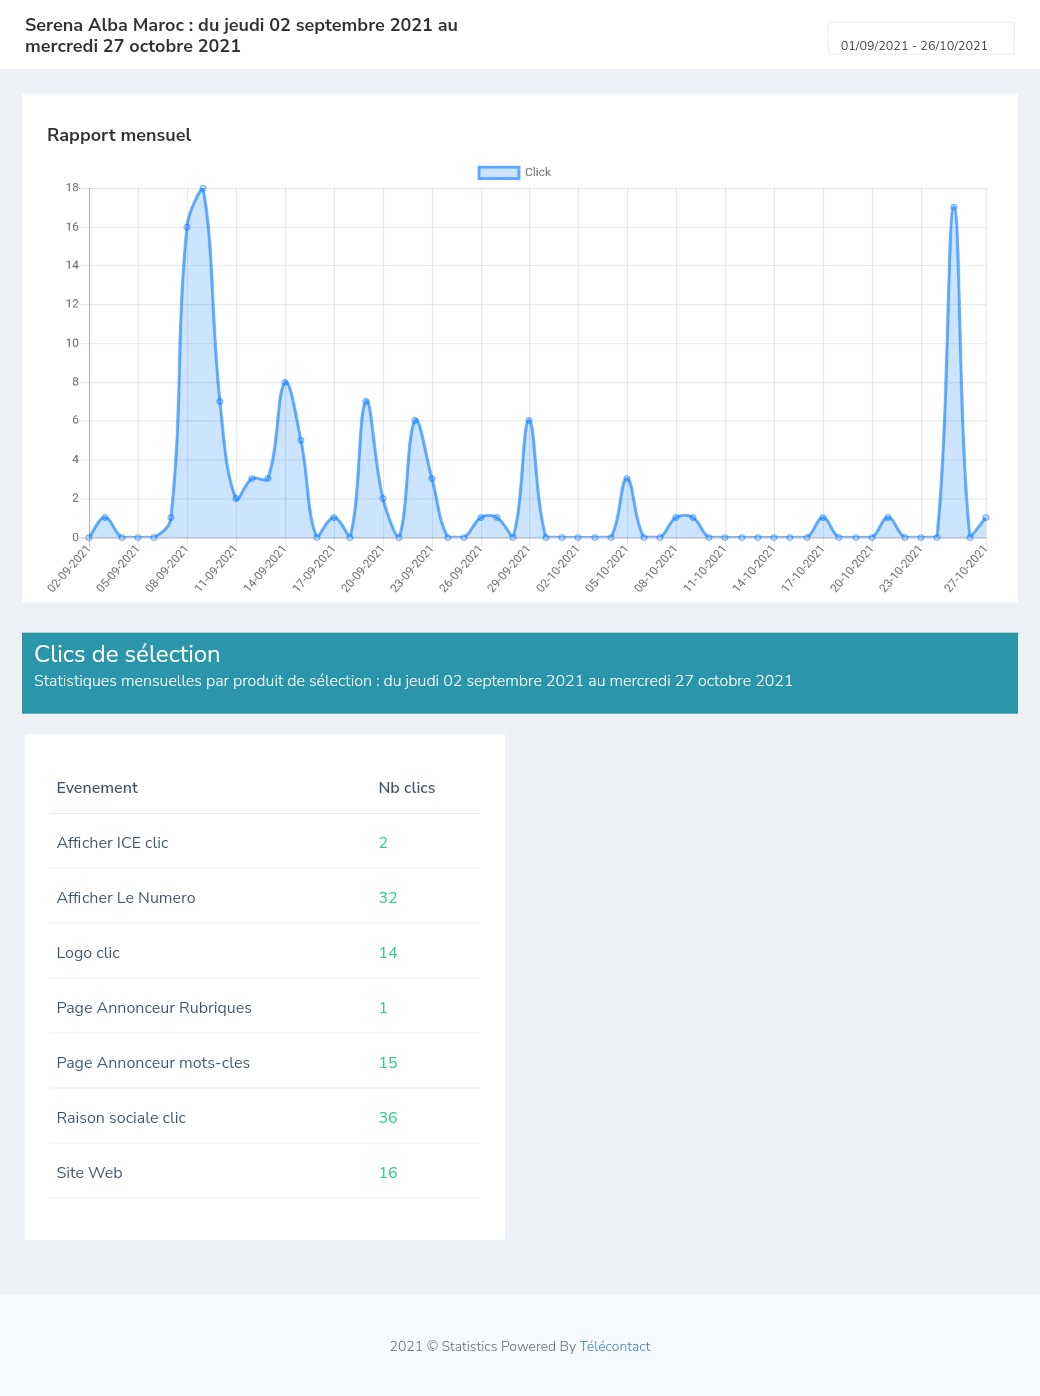 Serena Alba Maroc : du jeudi 02 septembre 2021 au
mercredi 27 octobre 2021
01/09/2021 - 26/10/2021
Rapport mensuel
Click
18
16
14
12
10
8
6
4
2
0
02-09-2021
05-09-2021
08-09-2021
11-09-2021
14-09-2021
17-09-2021
20-09-2021
23-09-2021
26-09-2021
29-09-2021
02-10-2021
05-10-2021
08-10-2021
11-10-2021
14-10-2021
17-10-2021
20-10-2021
23-10-2021
27-10-2021
Clics de sélection
Statistiques mensuelles par produit de sélection : du jeudi 02 septembre 2021 au mercredi 27 octobre 2021
Evenement Nb clics
Afficher ICE clic 2
Afficher Le Numero 32
Logo clic 14
Page Annonceur Rubriques 1
Page Annonceur mots-cles 15
Raison sociale clic 36
Site Web 16
2021 © Statistics Powered By Télécontact